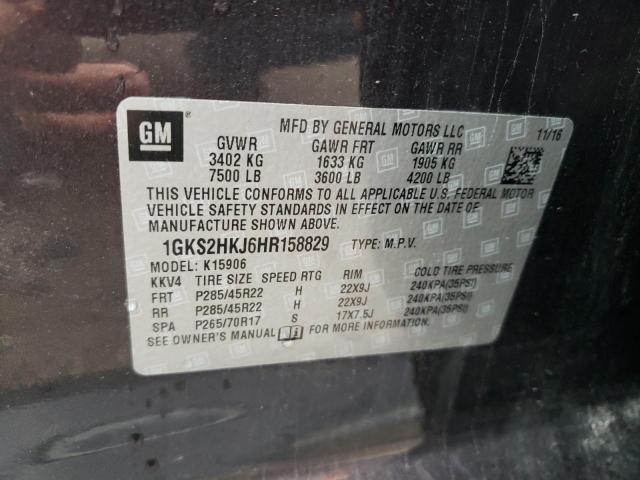 GM ®
MFD BY GENERAL MOTORS LLC 11/16
GVWR GAWR FRT GAWR RR
3402 KG 1633 KG 1905 KG
7500 LB 3600 LB 4200 LB
THIS VEHICLE CONFORMS TO ALL APPLICABLE U.S. FEDERAL MOTOR
VEHICLE SAFETY STANDARDS IN EFFECT ON THE DATE OF
MANUFACTURE SHOWN ABOVE.
1GKS2HKJ6HR158829 TYPE: M.P.V.
MODEL: K15906
KKV4 TIRE SIZE SPEED RTG RIM COLD TIRE PRESSURE
FRT P285/45R22 H 22X9J 240KPA(35PSI)
RR P285/45R22 H 22X9J 240KPA(35PSI)
SPA P265/70R17 S 17X7.5J 240KPA(35PSI)
SEE OWNER'S MANUAL FOR MORE INFORMATION